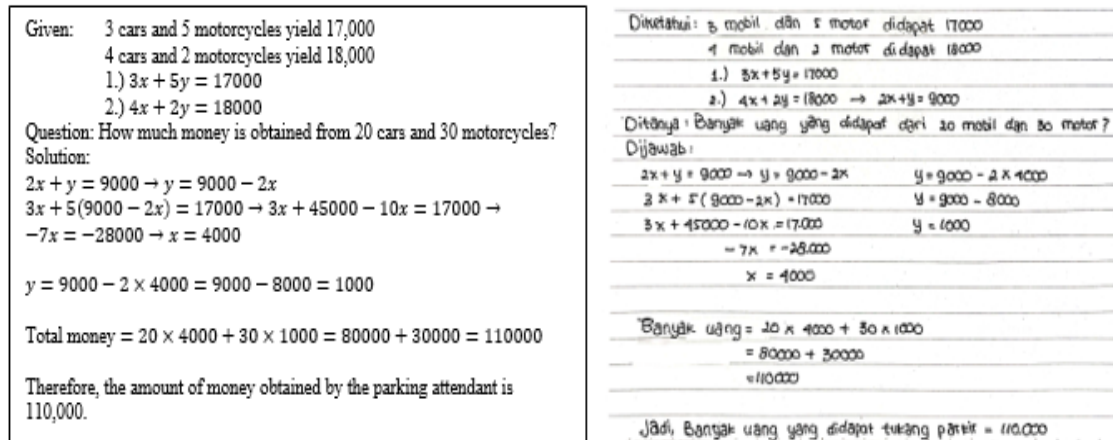 Given: 3 cars and 5 motorcycles yield 17,000
4 cars and 2 motorcycles yield 18,000
1.) 3x + 5y = 17000
2.) 4x + 2y = 18000
Question: How much money is obtained from 20 cars and 30 motorcycles?
Solution:
2x + y = 9000 → y = 9000 − 2x
3x + 5(9000 − 2x) = 17000 → 3x + 45000 − 10x = 17000 →
−7x = −28000 → x = 4000
y = 9000 − 2 × 4000 = 9000 − 8000 = 1000
Total money = 20 × 4000 + 30 × 1000 = 80000 + 30000 = 110000
Therefore, the amount of money obtained by the parking attendant is
110,000.
Diketahui: 3 mobil dan 5 motor didapat 17000
4 mobil dan 2 motor didapat 18000
1.) 3x + 5y = 17000
2.) 4x + 2y = 18000 → 2x + y = 9000
Ditanya: Banyak uang yang didapat dari 20 mobil dan 30 motor?
Dijawab:
2x + y = 9000 → y = 9000 − 2x
3x + 5(9000 − 2x) = 17000
3x + 45000 − 10x = 17.000
−7x = −28.000
x = 4000
y = 9000 − 2 × 4000
y = 9000 − 8000
y = 1000
Banyak uang = 20 × 4000 + 30 × 1000
= 80000 + 30000
= 110000
Jadi, Banyak uang yang didapat tukang parkir = 110.000